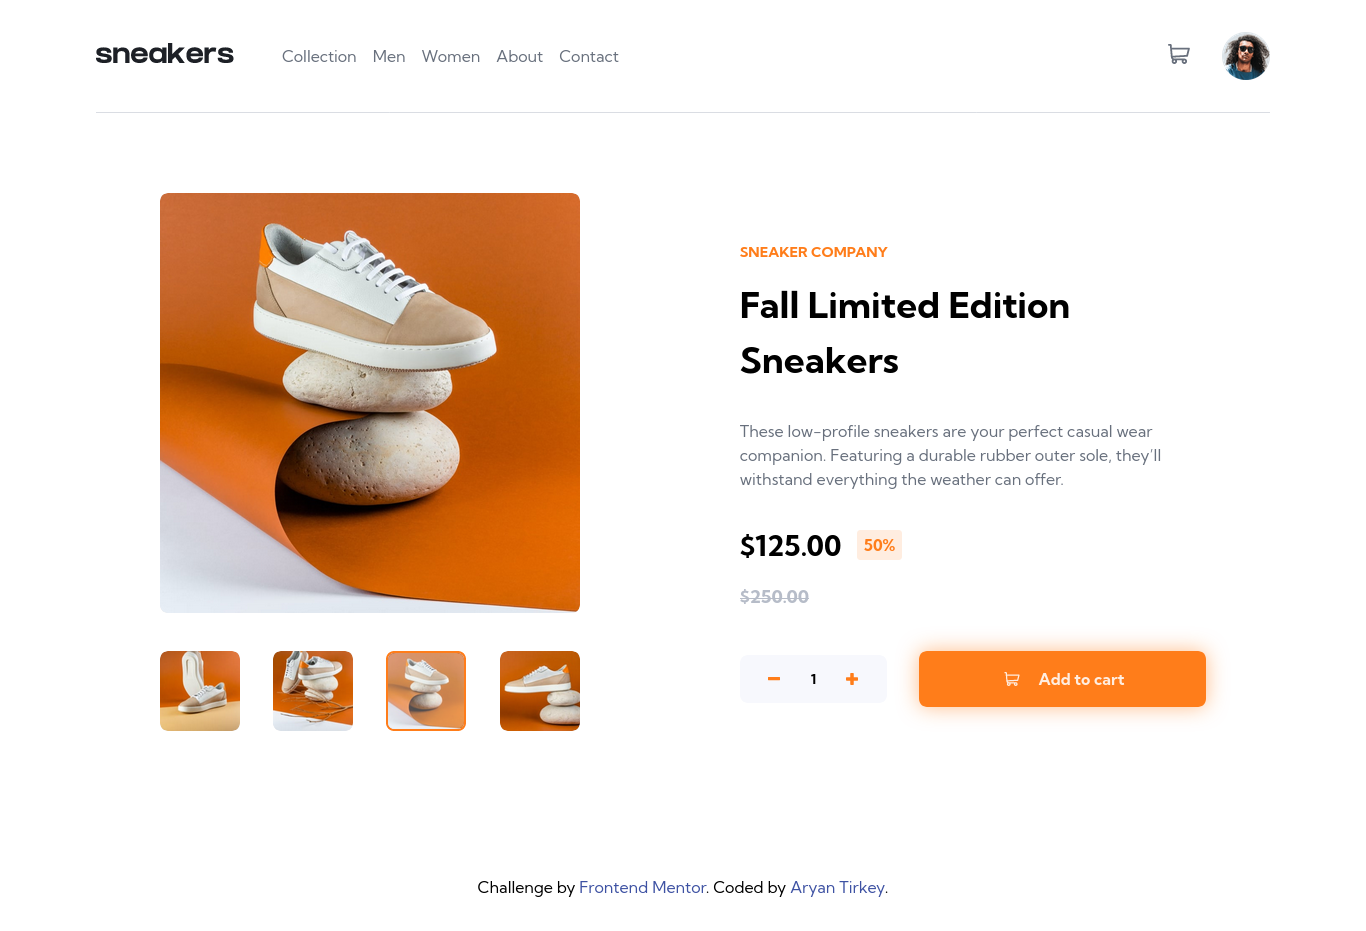 sneakers
Collection Men Women About Contact
SNEAKER COMPANY
Fall Limited Edition
Sneakers
These low-profile sneakers are your perfect casual wear
companion. Featuring a durable rubber outer sole, they’ll
withstand everything the weather can offer.
$125.00 50%
$250.00
1
Add to cart
Challenge by Frontend Mentor. Coded by Aryan Tirkey.